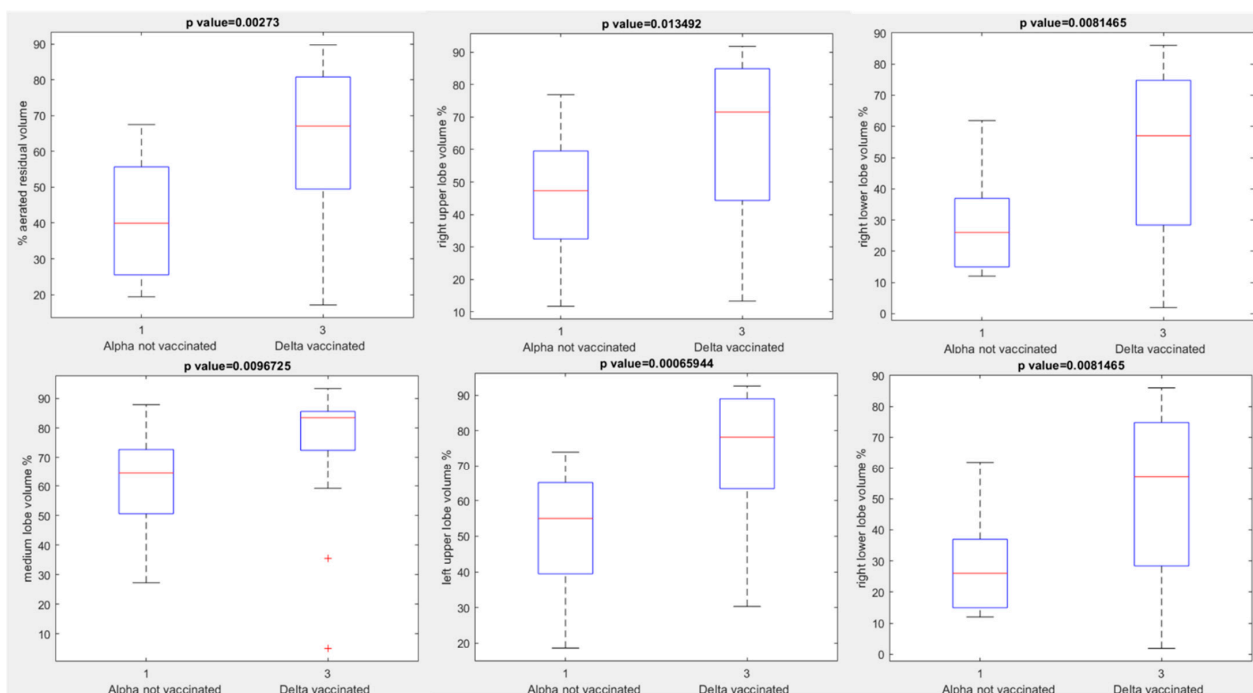 p value=0.00273
% aerated residual volume
90
80
70
60
50
40
30
20
1
3
Alpha not vaccinated
Delta vaccinated
p value=0.013492
right upper lobe volume %
90
80
70
60
50
40
30
20
10
1
3
Alpha not vaccinated
Delta vaccinated
p value=0.0081465
right lower lobe volume %
90
80
70
60
50
40
30
20
10
0
1
3
Alpha not vaccinated
Delta vaccinated
p value=0.0096725
medium lobe volume %
90
80
70
60
50
40
30
20
10
1
3
Alpha not vaccinated
Delta vaccinated
p value=0.00065944
left upper lobe volume %
90
80
70
60
50
40
30
20
1
3
Alpha not vaccinated
Delta vaccinated
p value=0.0081465
right lower lobe volume %
90
80
70
60
50
40
30
20
10
0
1
3
Alpha not vaccinated
Delta vaccinated